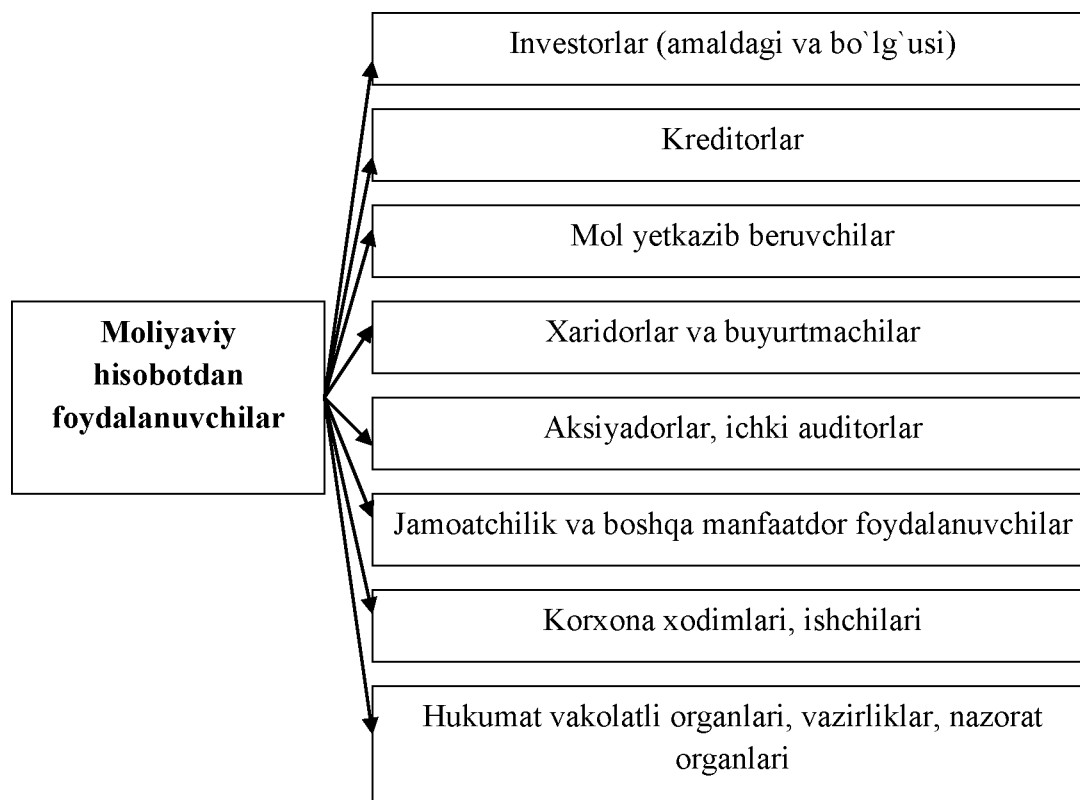 Investorlar (amaldagi va bo`lg`usi)
Kreditorlar
Mol yetkazib beruvchilar
Moliyaviy
hisobotdan
foydalanuvchilar
Xaridorlar va buyurtmachilar
Aksiyadorlar, ichki auditorlar
Jamoatchilik va boshqa manfaatdor foydalanuvchilar
Korxona xodimlari, ishchilari
Hukumat vakolatli organlari, vazirliklar, nazorat
organlari